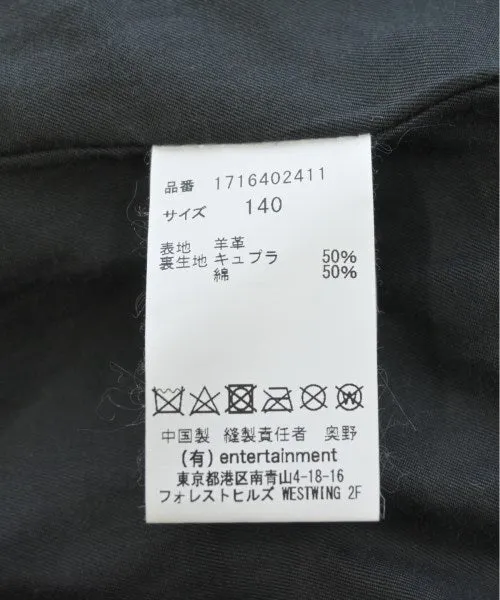 品番 1716402411
サイズ 140
表地 羊革
裏生地 キュプラ 50%
綿 50%
中国製 縫製責任者 奥野
(有) entertainment
東京都港区南青山4-18-16
フォレストヒルズ WESTWING 2F